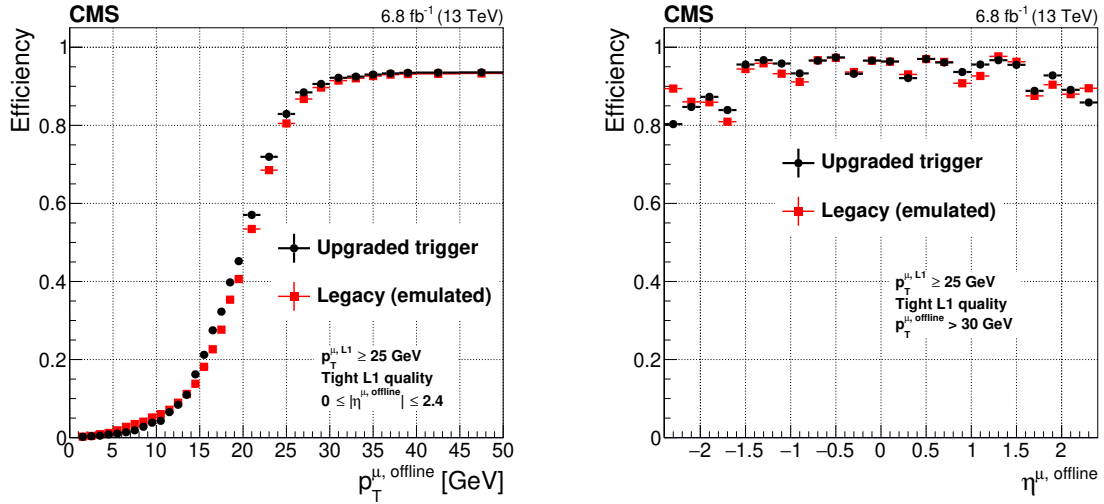 CMS 6.8 fb⁻¹ (13 TeV)
Efficiency
1
0.8
0.6
0.4
0.2
0
Upgraded trigger
Legacy (emulated)
p_T^{μ, L1} ≥ 25 GeV
Tight L1 quality
0 ≤ |η^{μ, offline}| ≤ 2.4
0 5 10 15 20 25 30 35 40 45 50
p_T^{μ, offline} [GeV]
CMS 6.8 fb⁻¹ (13 TeV)
Efficiency
1
0.8
0.6
0.4
0.2
0
Upgraded trigger
Legacy (emulated)
p_T^{μ, L1} ≥ 25 GeV
Tight L1 quality
p_T^{μ, offline} > 30 GeV
−2 −1.5 −1 −0.5 0 0.5 1 1.5 2
η^{μ, offline}